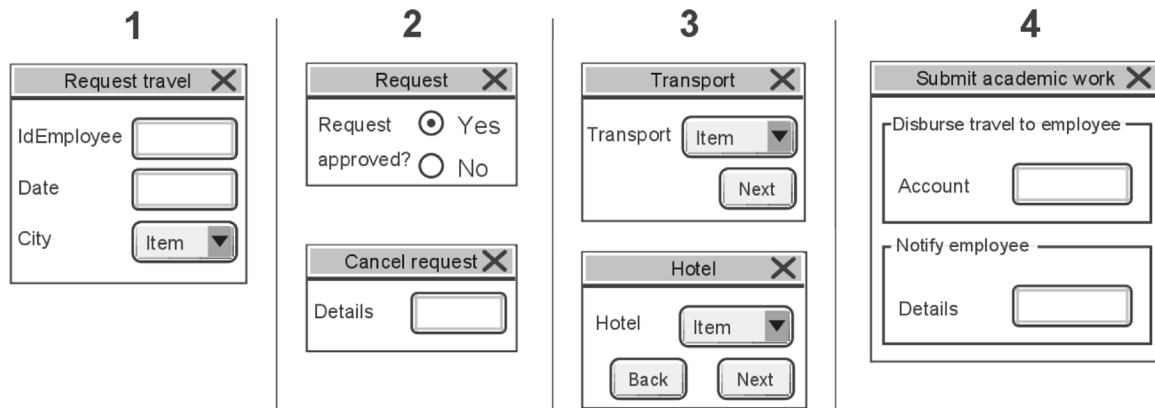 1
Request travel
IdEmployee
Date
City
Item
2
Request
Request
approved?
Yes
No
Cancel request
Details
3
Transport
Transport
Item
Next
Hotel
Hotel
Item
Back
Next
4
Submit academic work
Disburse travel to employee
Account
Notify employee
Details